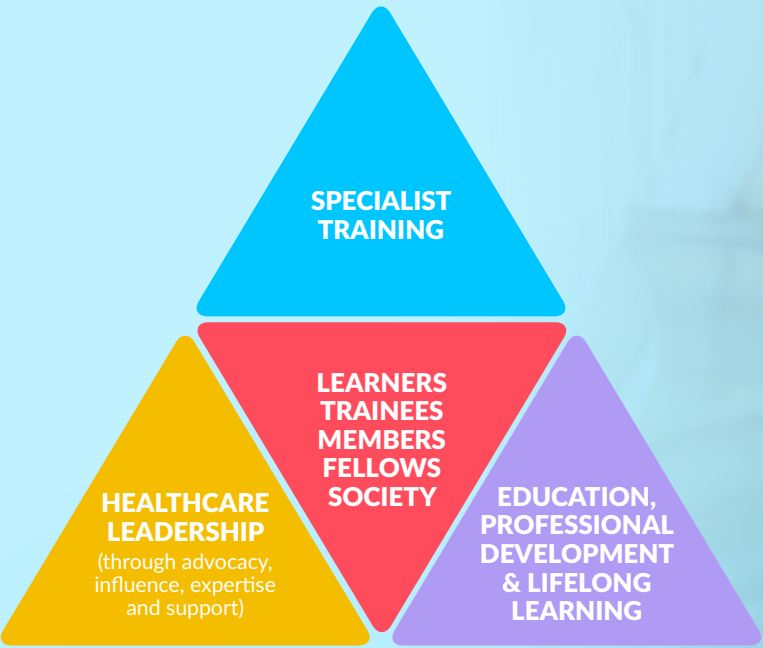 SPECIALIST
TRAINING
LEARNERS
TRAINEES
MEMBERS
FELLOWS
SOCIETY
HEALTHCARE
LEADERSHIP
(through advocacy,
influence, expertise
and support)
EDUCATION,
PROFESSIONAL
DEVELOPMENT
& LIFELONG
LEARNING